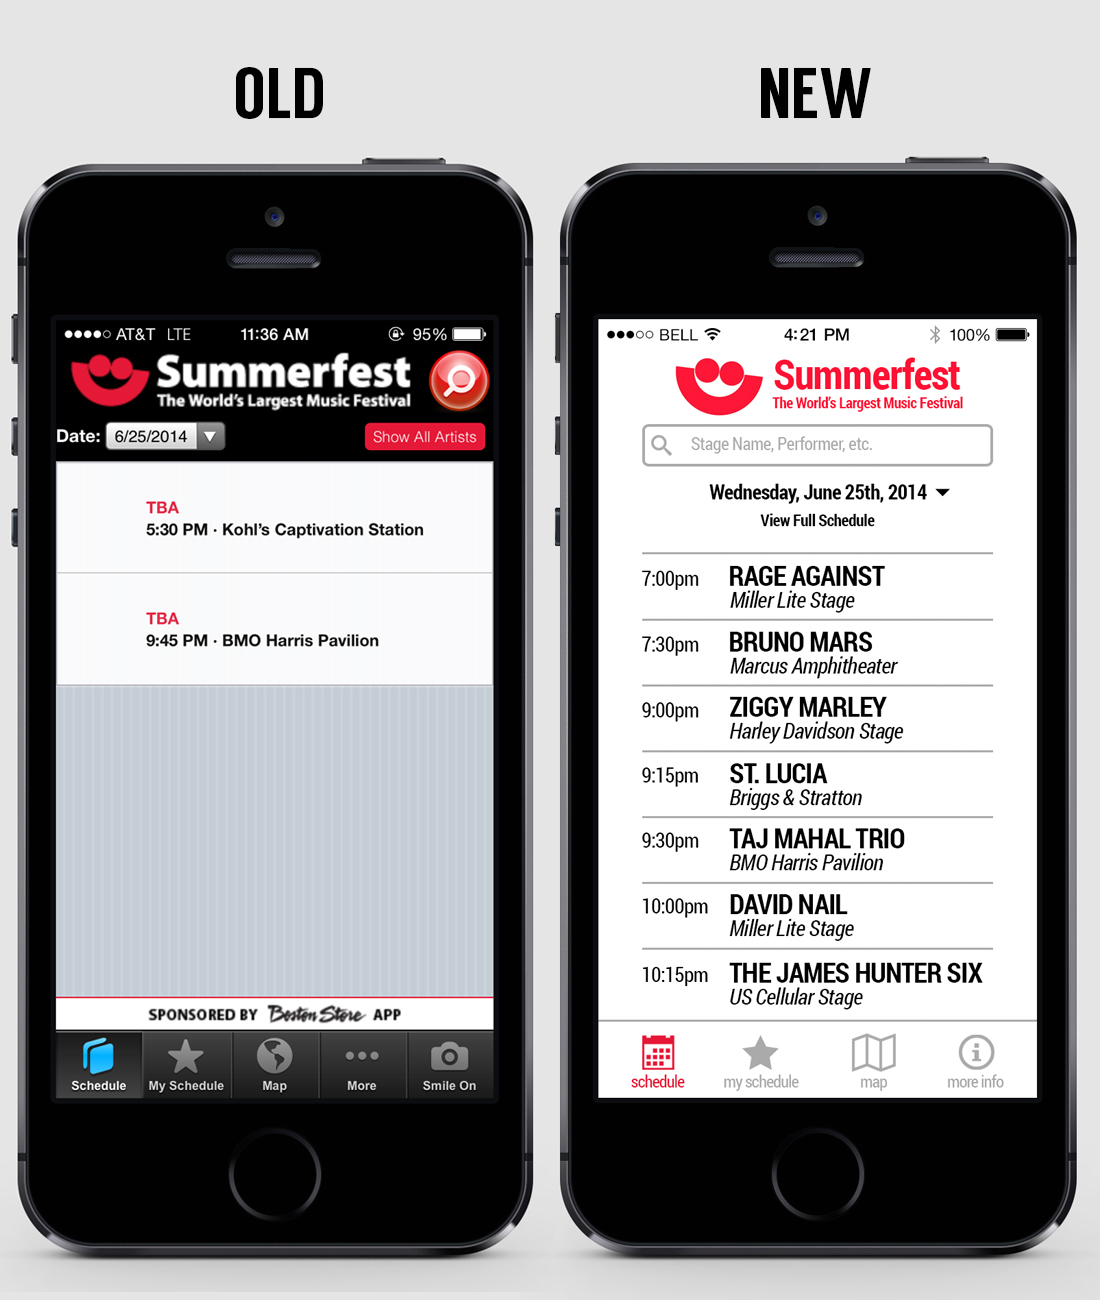 OLD
NEW
AT&T LTE 11:36 AM 95%
Summerfest
The World's Largest Music Festival
Date: 6/25/2014 Show All Artists
TBA
5:30 PM · Kohl's Captivation Station
TBA
9:45 PM · BMO Harris Pavilion
SPONSORED BY Boston Store APP
Schedule My Schedule Map More Smile On
BELL 4:21 PM 100%
Summerfest
The World's Largest Music Festival
Stage Name, Performer, etc.
Wednesday, June 25th, 2014
View Full Schedule
7:00pm RAGE AGAINST
Miller Lite Stage
7:30pm BRUNO MARS
Marcus Amphitheater
9:00pm ZIGGY MARLEY
Harley Davidson Stage
9:15pm ST. LUCIA
Briggs & Stratton
9:30pm TAJ MAHAL TRIO
BMO Harris Pavilion
10:00pm DAVID NAIL
Miller Lite Stage
10:15pm THE JAMES HUNTER SIX
US Cellular Stage
schedule my schedule map more info